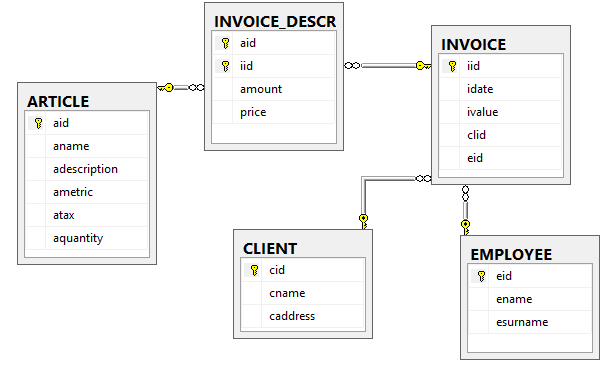 INVOICE_DESCR
aid
iid
amount
price
INVOICE
iid
idate
ivalue
clid
eid
ARTICLE
aid
aname
adescription
ametric
atax
aquantity
CLIENT
cid
cname
caddress
EMPLOYEE
eid
ename
esurname